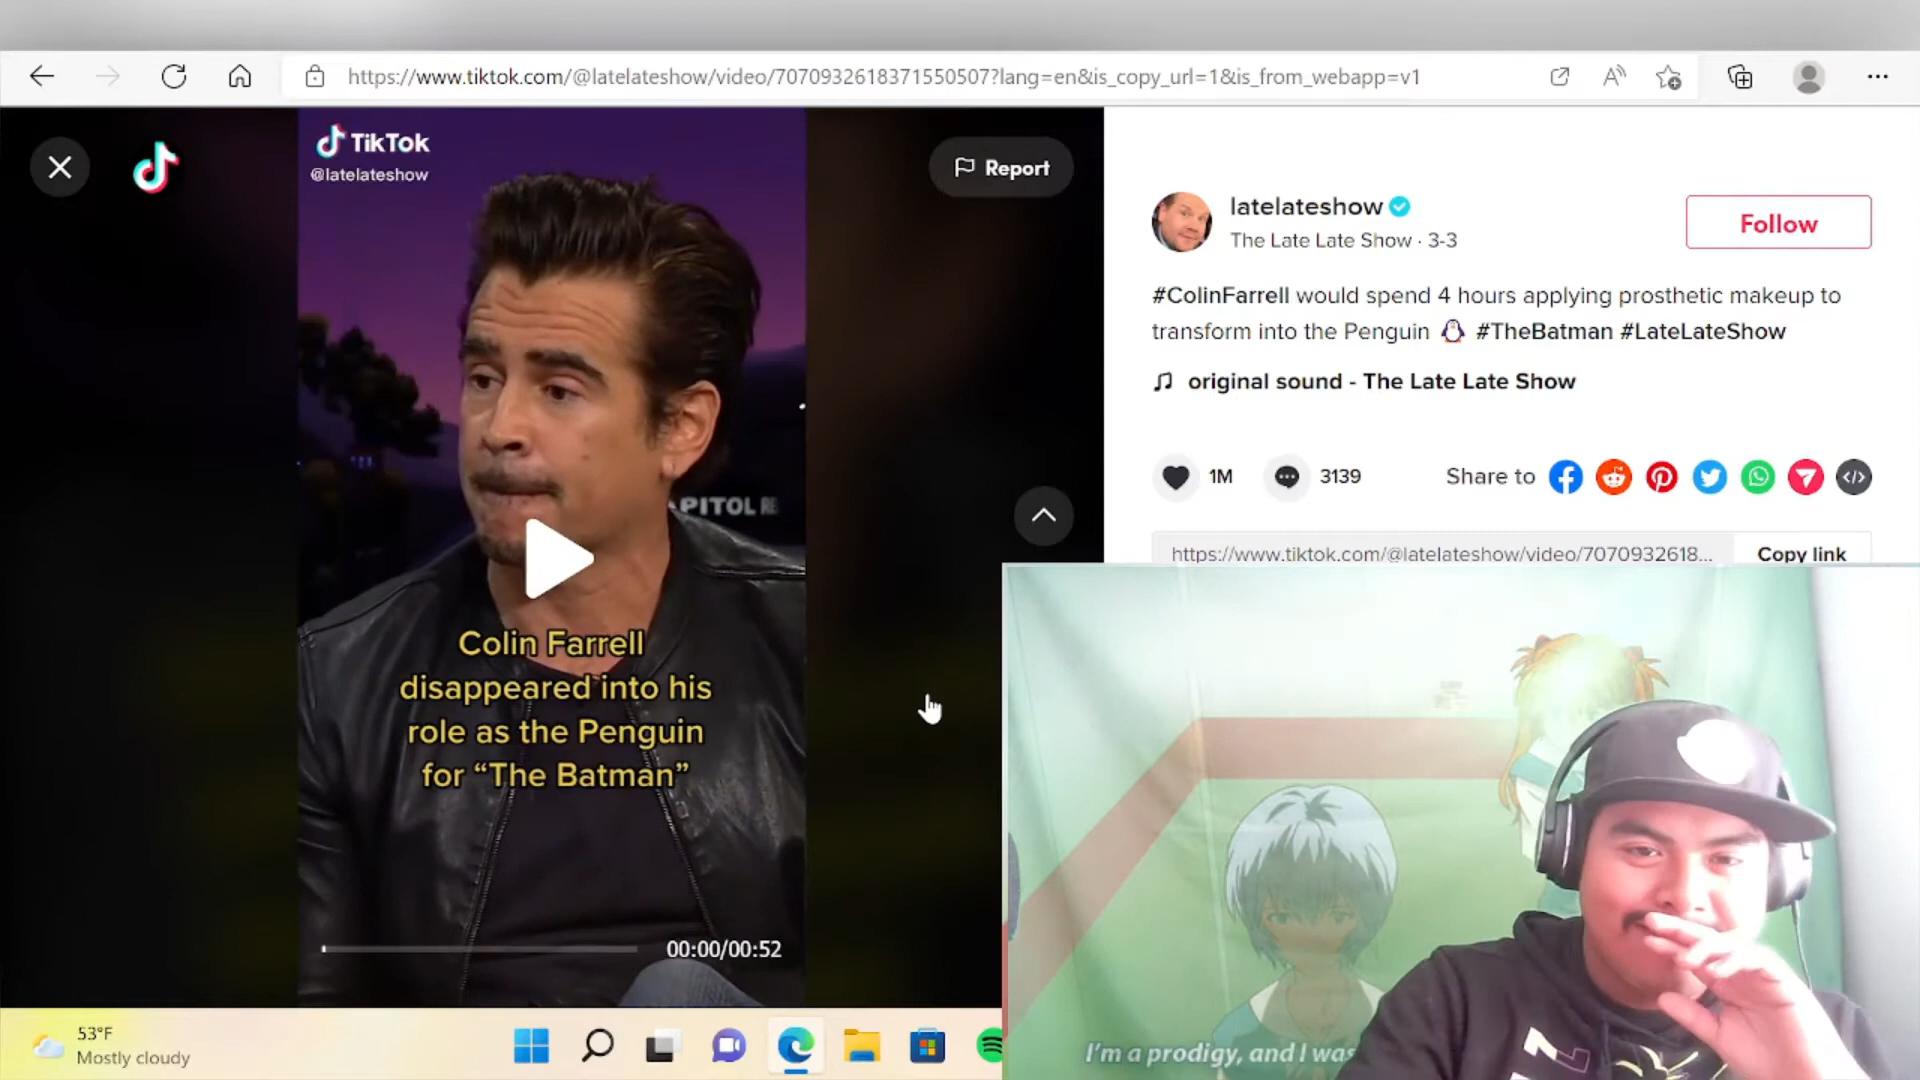 https://www.tiktok.com/@latelateshow/video/7070932618371550507?lang=en&is_copy_url=1&is_from_webapp=v1
TikTok
@latelateshow
Report
latelateshow
The Late Late Show · 3-3
Follow
#ColinFarrell would spend 4 hours applying prosthetic makeup to
transform into the Penguin 🐧 #TheBatman #LateLateShow
original sound - The Late Late Show
1M
3139
Share to
https://www.tiktok.com/@latelateshow/video/7070932618...
Copy link
APITOL RE
Colin Farrell
disappeared into his
role as the Penguin
for “The Batman”
00:00/00:52
I'm a prodigy, and I was
53°F
Mostly cloudy